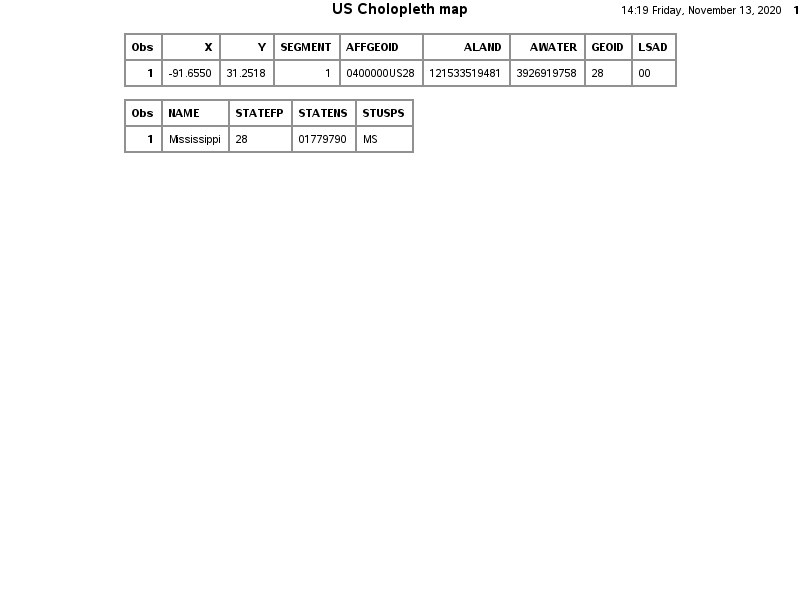 US Cholopleth map
14:19 Friday, November 13, 2020 1
Obs X Y SEGMENT AFFGEOID ALAND AWATER GEOID LSAD
1 -91.6550 31.2518 1 0400000US28 121533519481 3926919758 28 00
Obs NAME STATEFP STATENS STUSPS
1 Mississippi 28 01779790 MS